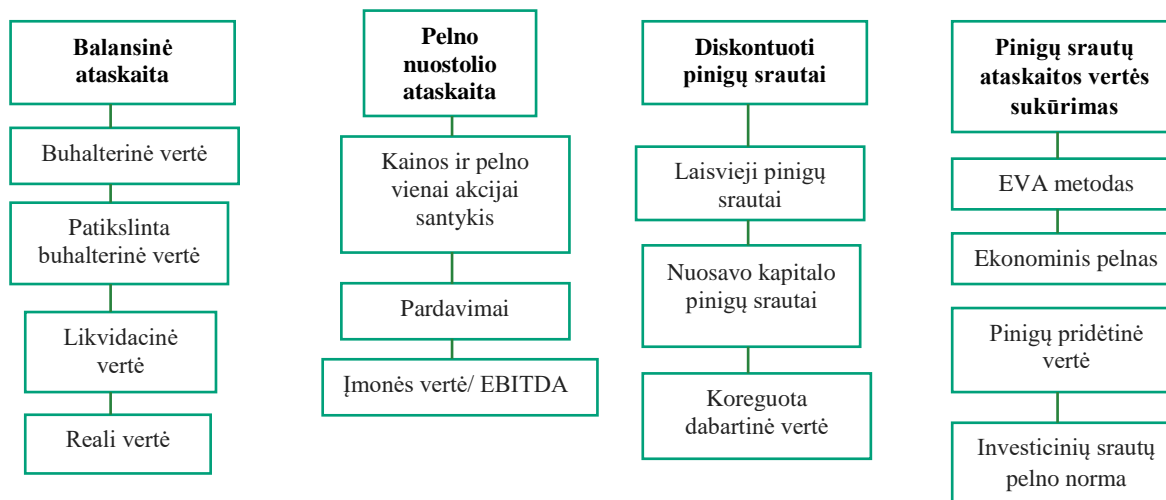 Balansinė
ataskaita
Buhalterinė vertė
Patikslinta
buhalterinė vertė
Likvidacinė
vertė
Reali vertė
Pelno
nuostolio
ataskaita
Kainos ir pelno
vienai akcijai
santykis
Pardavimai
Įmonės vertė/ EBITDA
Diskontuoti
pinigų srautai
Laisvieji pinigų
srautai
Nuosavo kapitalo
pinigų srautai
Koreguota
dabartinė vertė
Pinigų srautų
ataskaitos vertės
sukūrimas
EVA metodas
Ekonominis pelnas
Pinigų pridėtinė
vertė
Investicinių srautų
pelno norma